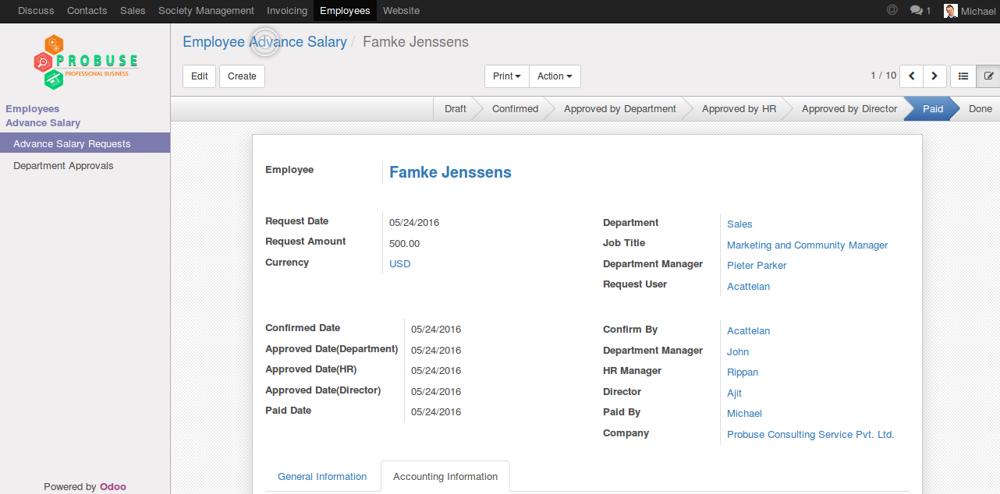 Discuss Contacts Sales Society Management Invoicing Employees Website @ 1 Michael
PROBUSE
PROFESSIONAL BUSINESS
Employees
Advance Salary
Advance Salary Requests
Department Approvals
Powered by Odoo
Employee Advance Salary / Famke Jenssens
Edit Create Print Action 1 / 10
Draft Confirmed Approved by Department Approved by HR Approved by Director Paid Done
Employee Famke Jenssens
Request Date 05/24/2016
Request Amount 500.00
Currency USD
Department Sales
Job Title Marketing and Community Manager
Department Manager Pieter Parker
Request User Acattelan
Confirmed Date 05/24/2016
Approved Date(Department) 05/24/2016
Approved Date(HR) 05/24/2016
Approved Date(Director) 05/24/2016
Paid Date 05/24/2016
Confirm By Acattelan
Department Manager John
HR Manager Rippan
Director Ajit
Paid By Michael
Company Probuse Consulting Service Pvt. Ltd.
General Information Accounting Information